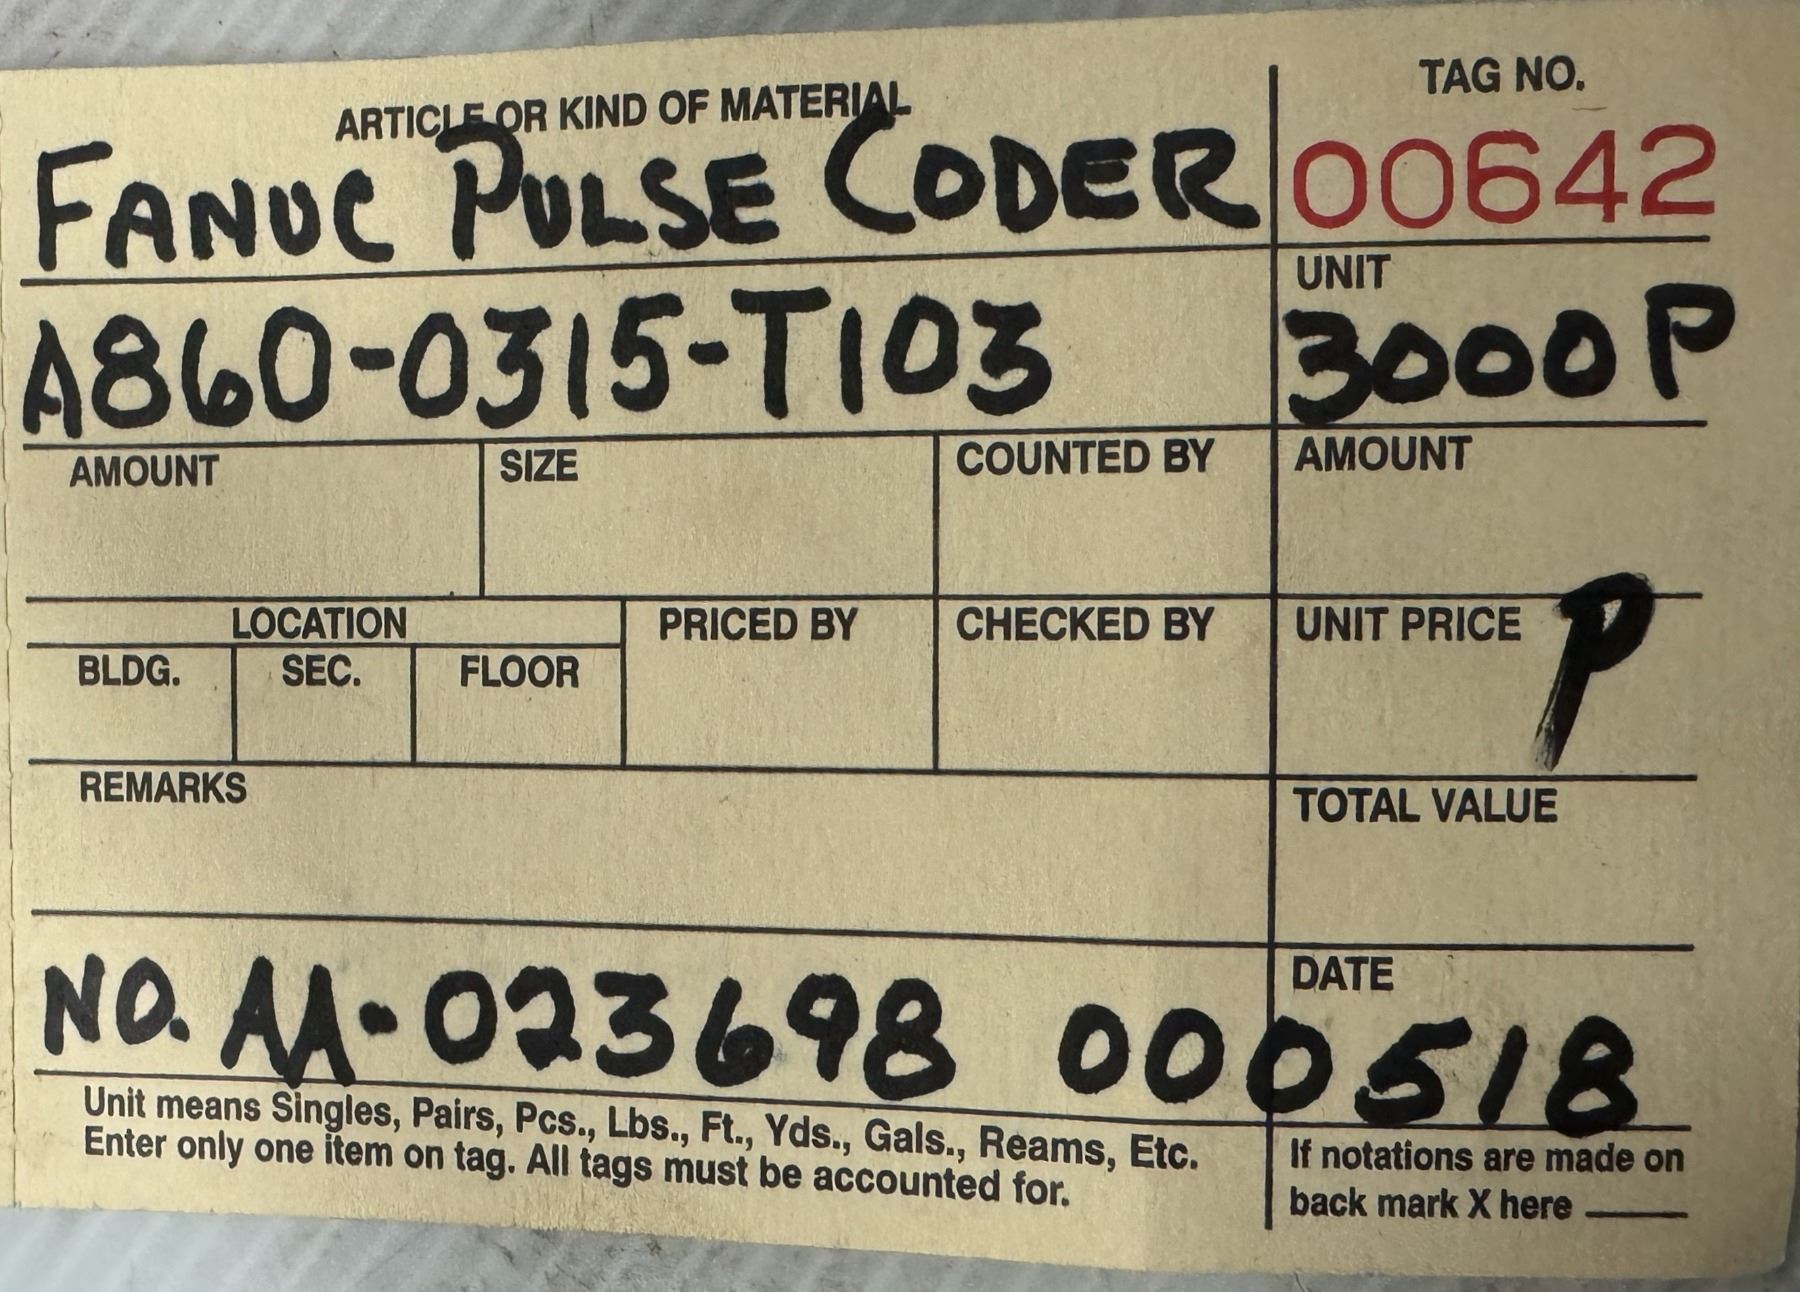 ARTICLE OR KIND OF MATERIAL
FANUC PULSE CODER
TAG NO.
00642
A860-0315-T103
UNIT
3000P
AMOUNT
SIZE
COUNTED BY
AMOUNT
LOCATION
BLDG.
SEC.
FLOOR
PRICED BY
CHECKED BY
UNIT PRICE
P
REMARKS
TOTAL VALUE
DATE
NO. AA-023698 000518
Unit means Singles, Pairs, Pcs., Lbs., Ft., Yds., Gals., Reams, Etc.
Enter only one item on tag. All tags must be accounted for.
If notations are made on
back mark X here